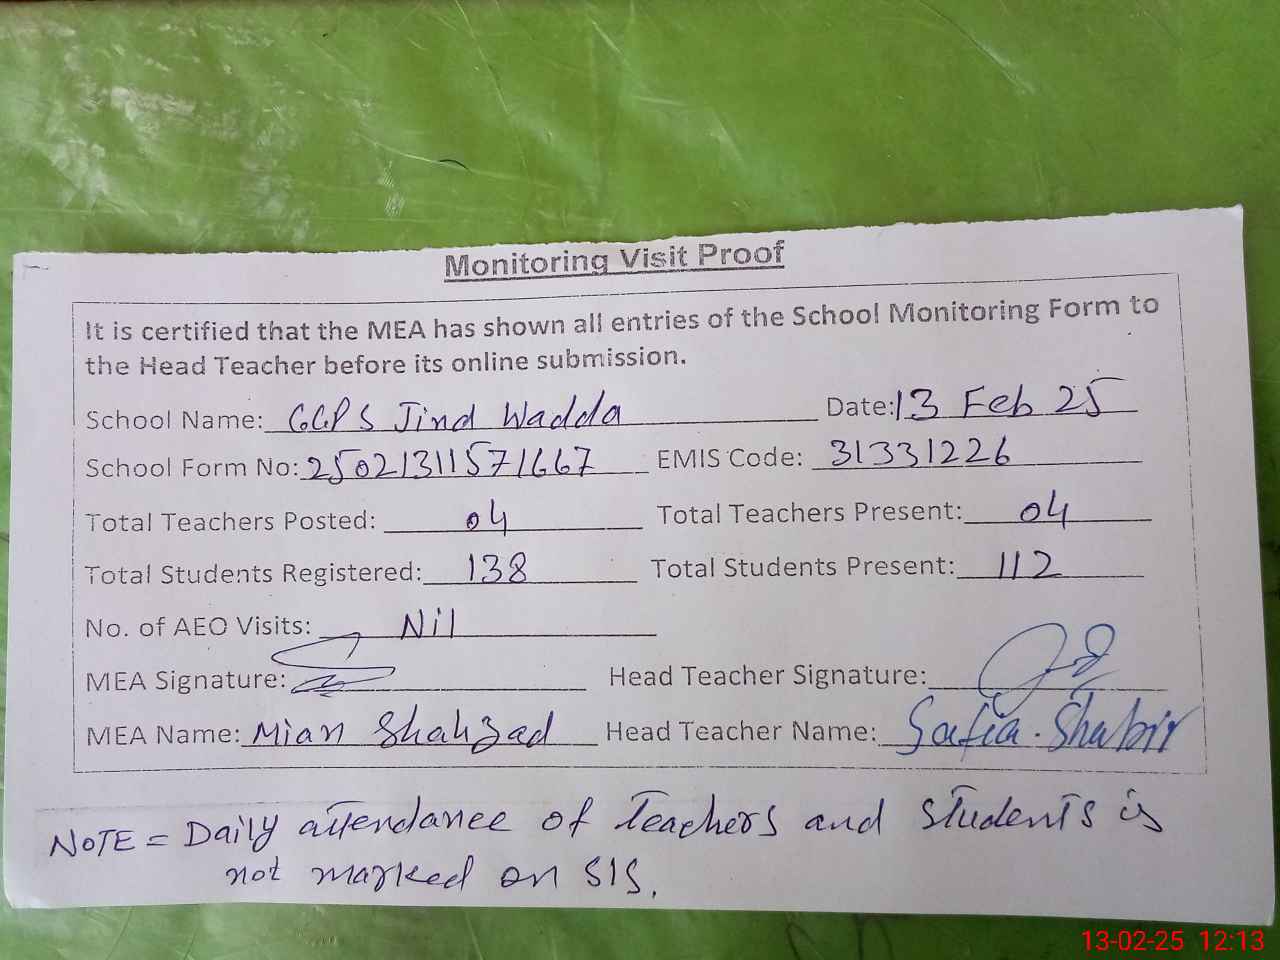 Monitoring Visit Proof
It is certified that the MEA has shown all entries of the School Monitoring Form to
the Head Teacher before its online submission.
School Name: GGPS Jind Wadda Date: 13 Feb 25
School Form No: 25021311571667 EMIS Code: 31331226
Total Teachers Posted: 04 Total Teachers Present: 04
Total Students Registered: 138 Total Students Present: 112
No. of AEO Visits: Nil
MEA Signature: Head Teacher Signature:
MEA Name: Mian Shahzad Head Teacher Name: Safia. Shabir
NOTE = Daily attendance of Teachers and students is
not marked on SIS.
13-02-25 12:13